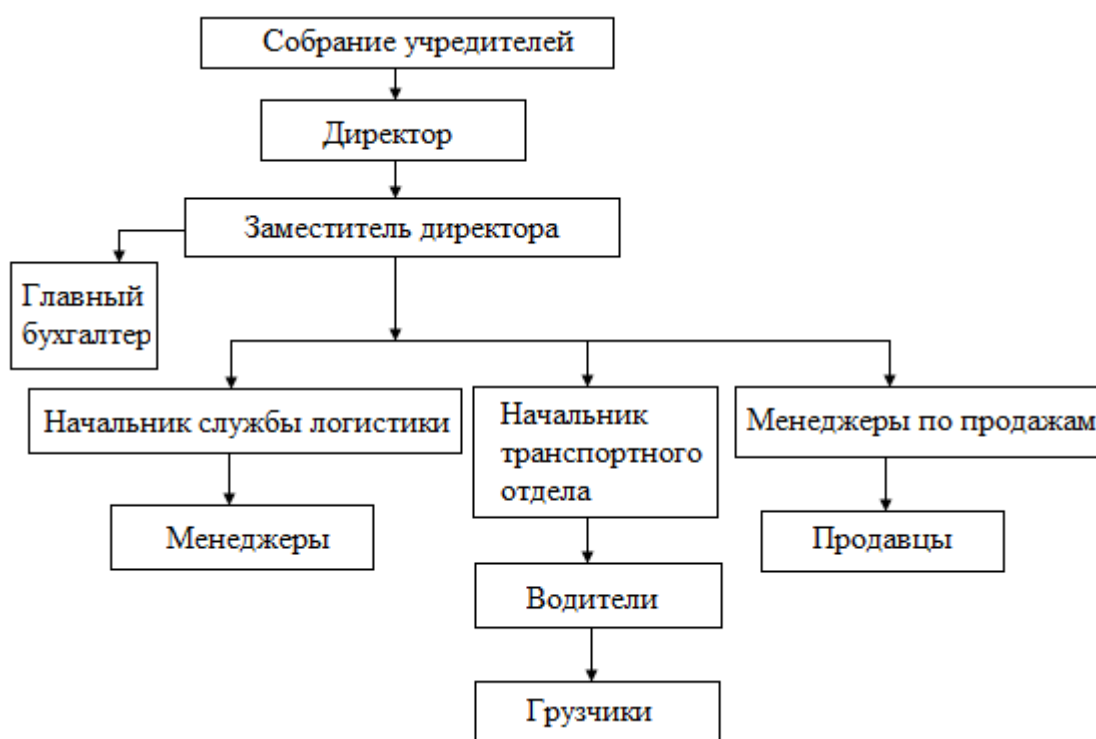 Собрание учредителей
Директор
Заместитель директора
Главный
бухгалтер
Начальник службы логистики
Начальник
транспортного
отдела
Менеджеры по продажам
Менеджеры
Продавцы
Водители
Грузчики